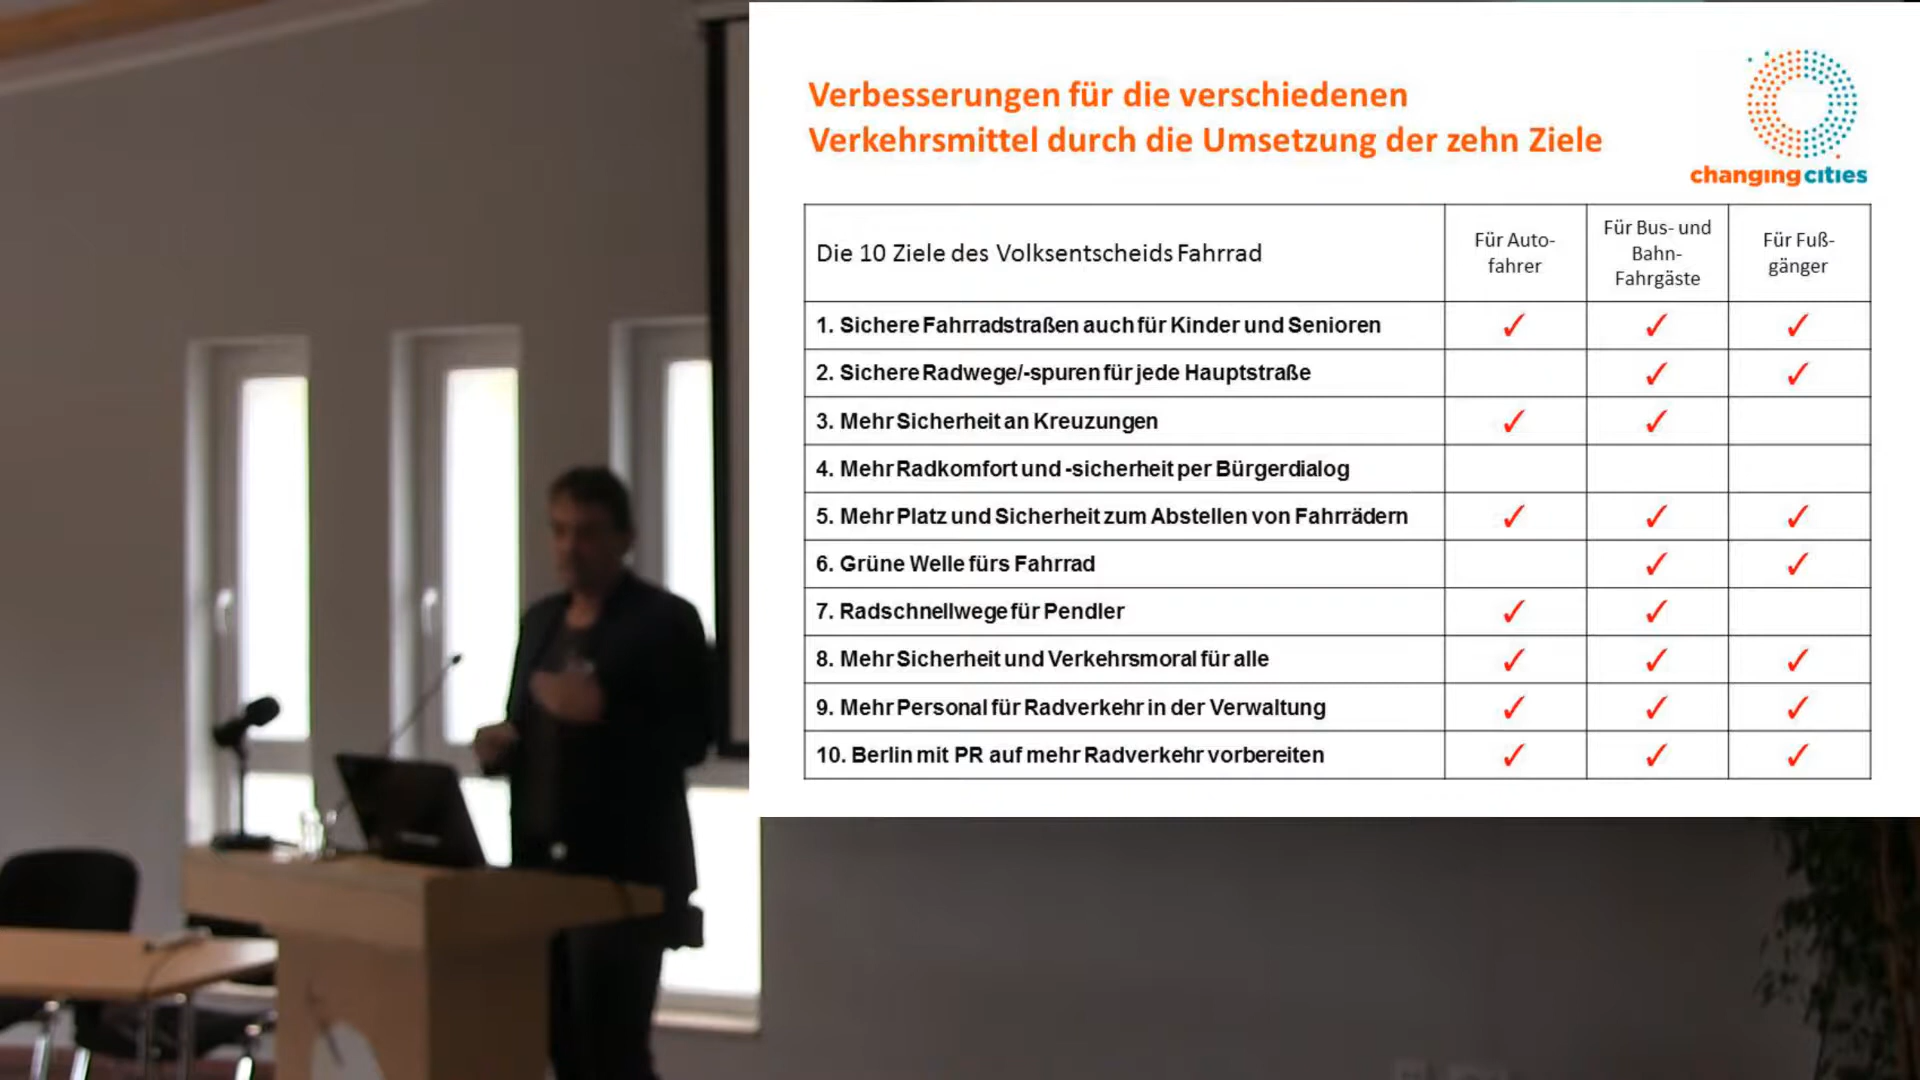 Verbesserungen für die verschiedenen
Verkehrsmittel durch die Umsetzung der zehn Ziele
changing cities
Die 10 Ziele des Volksentscheids Fahrrad
Für Auto-
fahrer
Für Bus- und
Bahn-
Fahrgäste
Für Fuß-
gänger
1. Sichere Fahrradstraßen auch für Kinder und Senioren ✓ ✓ ✓
2. Sichere Radwege/-spuren für jede Hauptstraße ✓ ✓
3. Mehr Sicherheit an Kreuzungen ✓ ✓
4. Mehr Radkomfort und -sicherheit per Bürgerdialog
5. Mehr Platz und Sicherheit zum Abstellen von Fahrrädern ✓ ✓ ✓
6. Grüne Welle fürs Fahrrad ✓ ✓
7. Radschnellwege für Pendler ✓ ✓
8. Mehr Sicherheit und Verkehrsmoral für alle ✓ ✓ ✓
9. Mehr Personal für Radverkehr in der Verwaltung ✓ ✓ ✓
10. Berlin mit PR auf mehr Radverkehr vorbereiten ✓ ✓ ✓